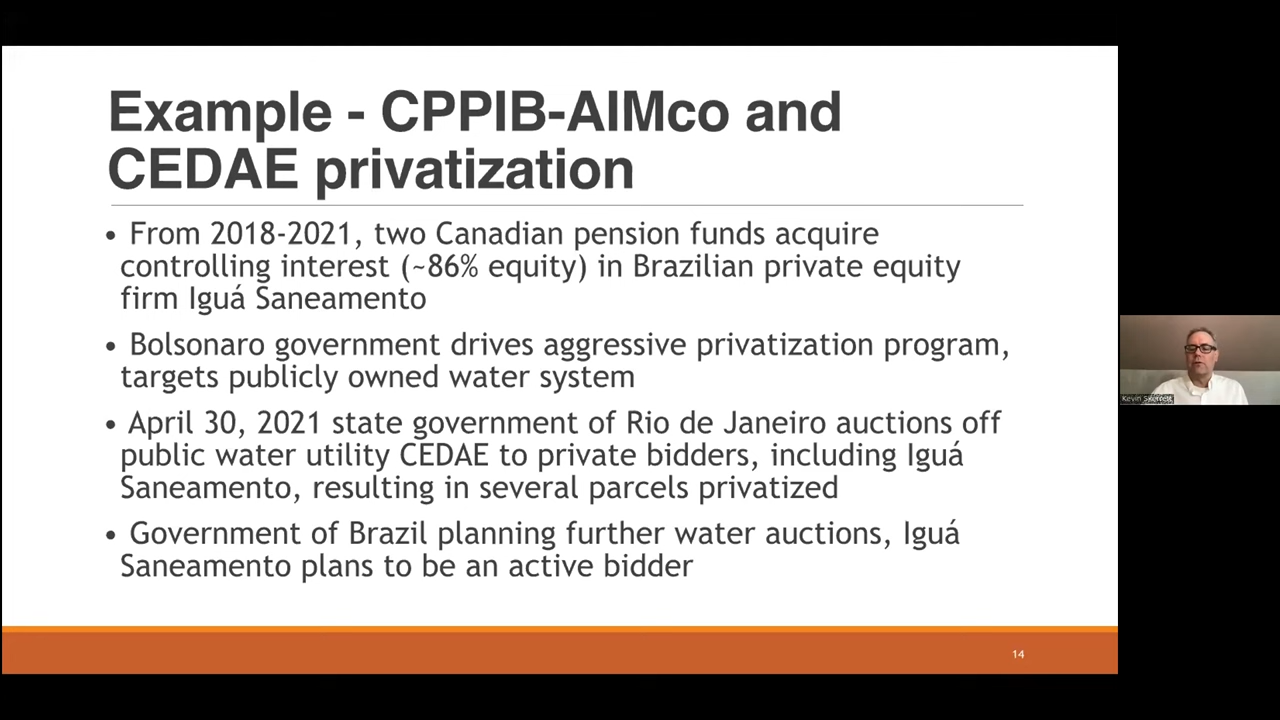 Example - CPPIB-AIMco and
CEDAE privatization
• From 2018-2021, two Canadian pension funds acquire
controlling interest (~86% equity) in Brazilian private equity
firm Iguá Saneamento
• Bolsonaro government drives aggressive privatization program,
targets publicly owned water system
• April 30, 2021 state government of Rio de Janeiro auctions off
public water utility CEDAE to private bidders, including Iguá
Saneamento, resulting in several parcels privatized
• Government of Brazil planning further water auctions, Iguá
Saneamento plans to be an active bidder
14
Kevin